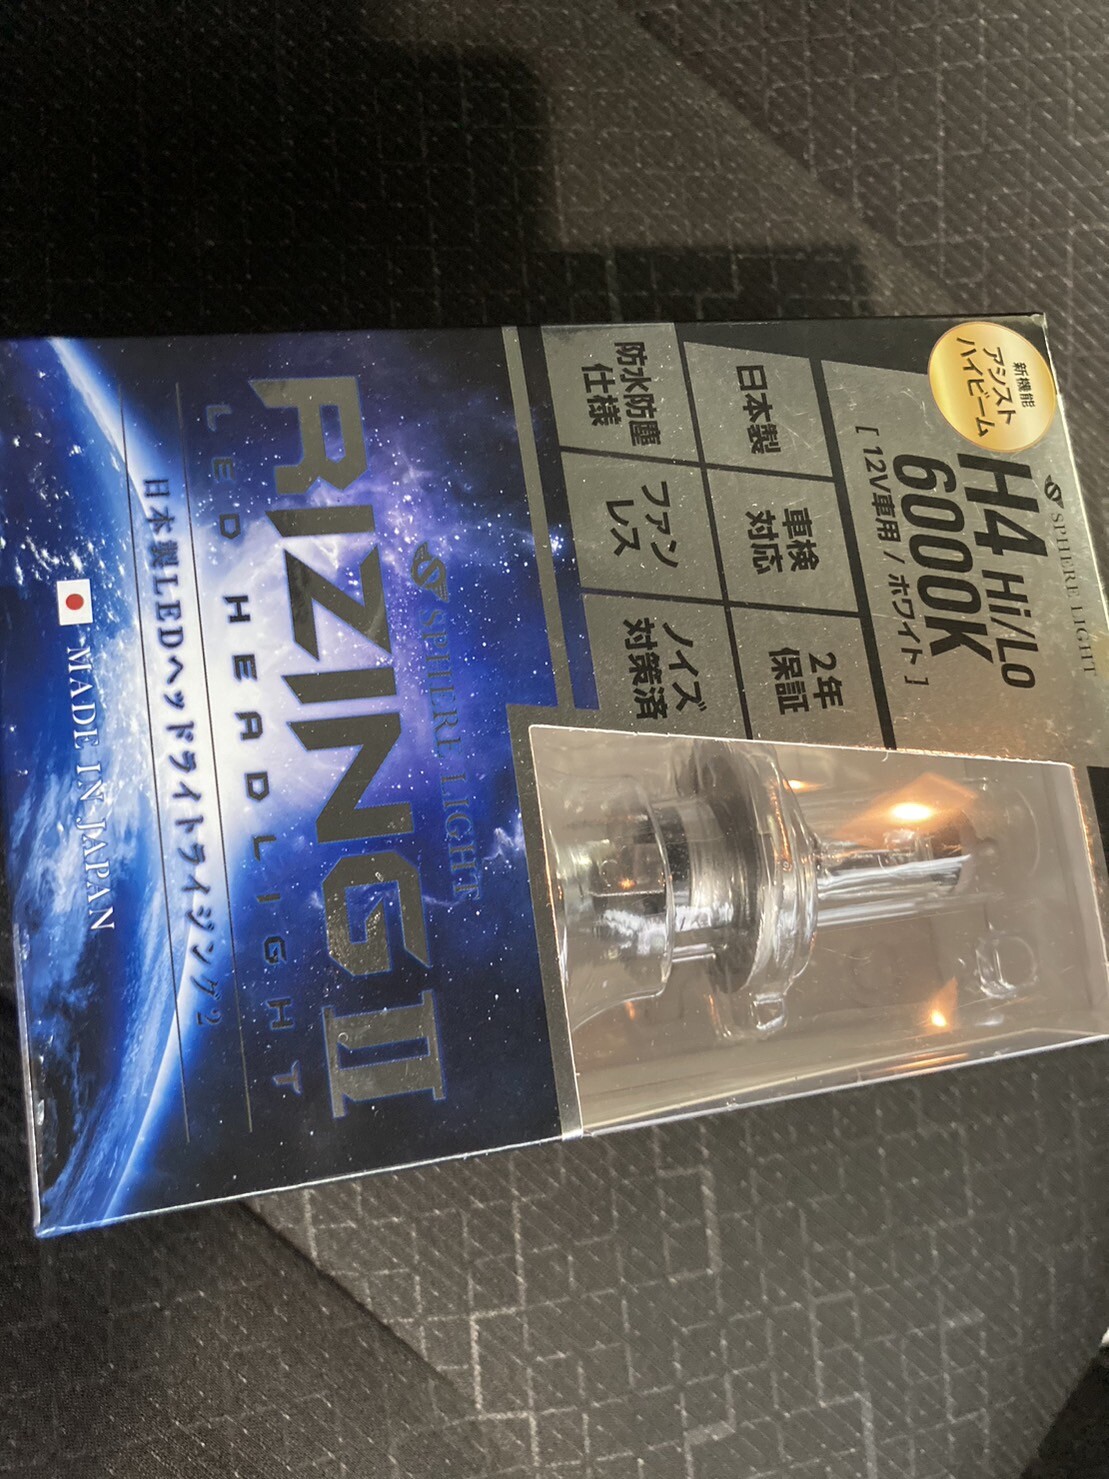 新機能
アシスト
ハイビーム
SPHERE LIGHT
H4 Hi/Lo
6000K
[ 12V車用 / ホワイト ]
日本製
車検
対応
2年
保証
防水防塵
仕様
ファン
レス
ノイズ
対策済
SPHERE LIGHT
RIZING II
LED HEADLIGHT
日本製LEDヘッドライトライジング2
MADE IN JAPAN